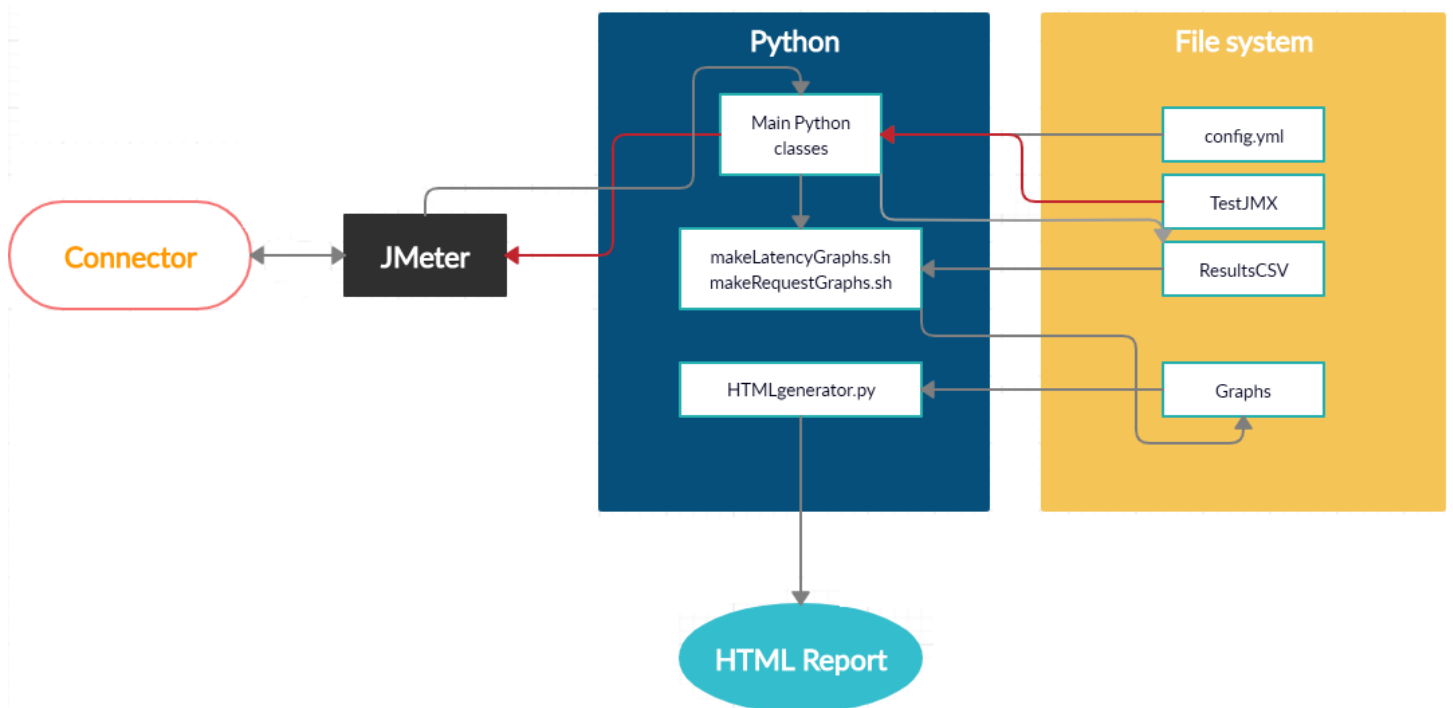 Python
File system
Main Python
classes
config.yml
TestJMX
Connector
JMeter
makeLatencyGraphs.sh
makeRequestGraphs.sh
ResultsCSV
HTMLgenerator.py
Graphs
HTML Report